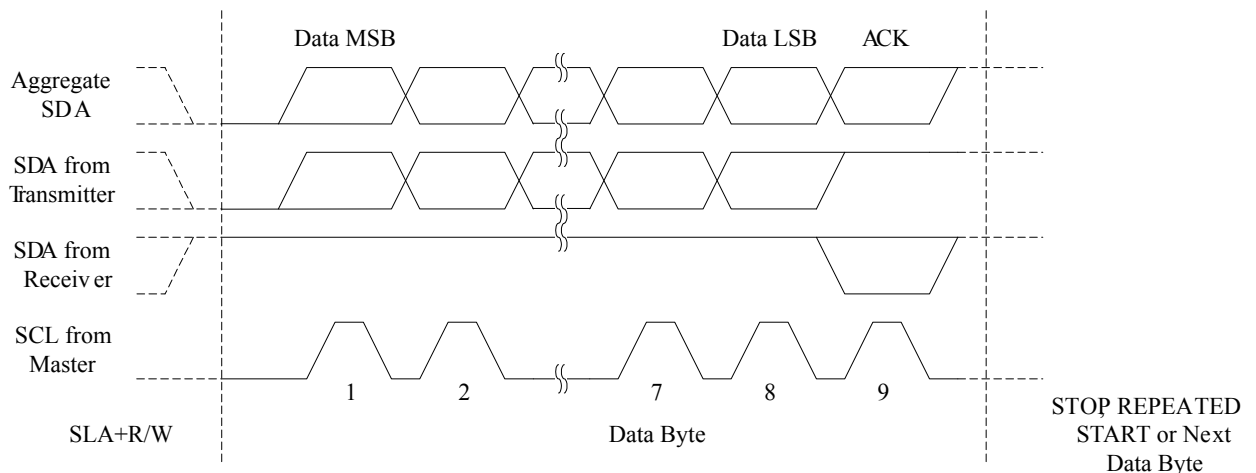 Data MSB
Data LSB
ACK
Aggregate
SDA
SDA from
Transmitter
SDA from
Receiver
SCL from
Master
1
2
7
8
9
SLA+R/W
Data Byte
STOP, REPEATED
START or Next
Data Byte